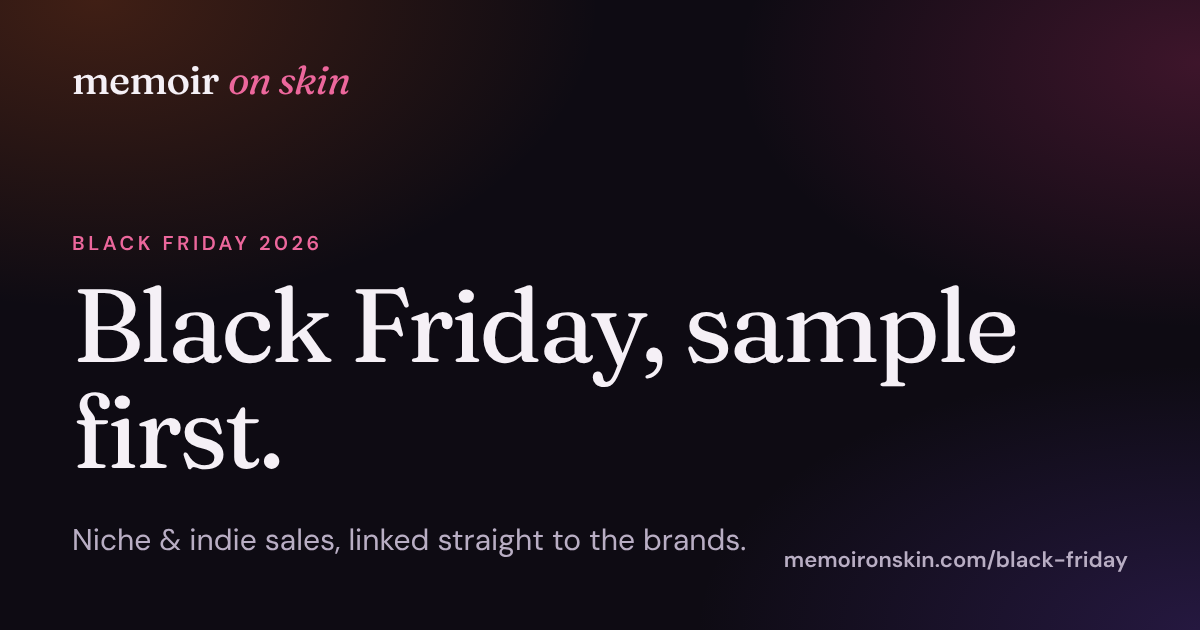 memoir on skin
BLACK FRIDAY 2026
Black Friday, sample
first.
Niche & indie sales, linked straight to the brands.
memoironskin.com/black-friday